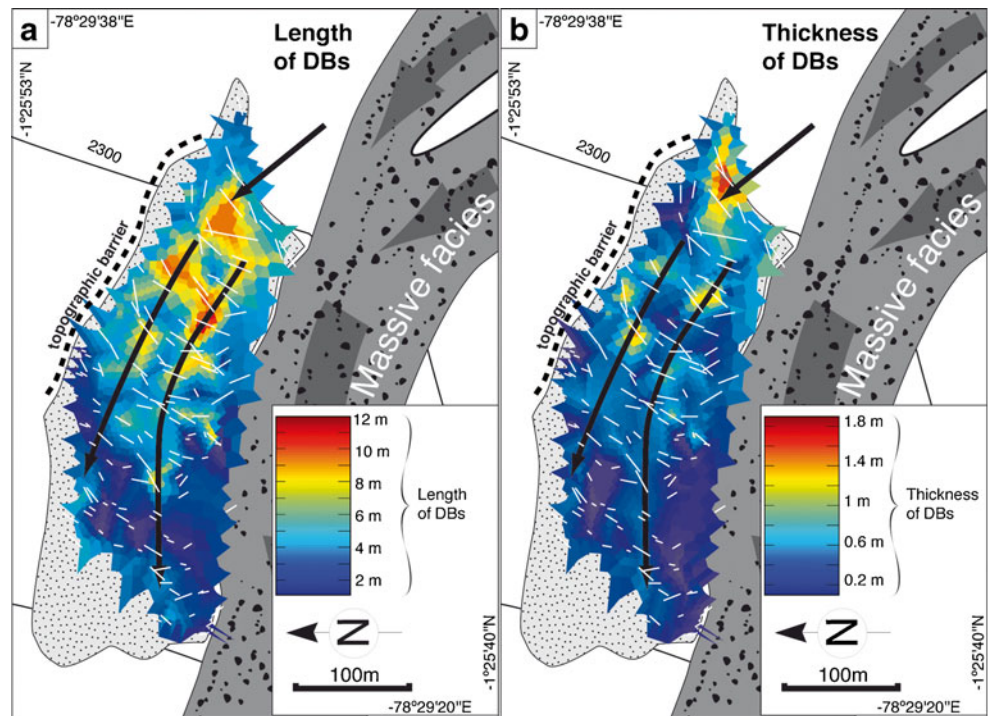 a
-78°29'38"E
-1°25'53"N
Length
of DBs
2300
topographic barrier
Massive facies
12 m
10 m
8 m
6 m
4 m
2 m
Length
of DBs
N
100m
-1°25'40"N
-78°29'20"E
b
-78°29'38"E
-1°25'53"N
Thickness
of DBs
2300
topographic barrier
Massive facies
1.8 m
1.4 m
1 m
0.6 m
0.2 m
Thickness
of DBs
N
100m
-1°25'40"N
-78°29'20"E